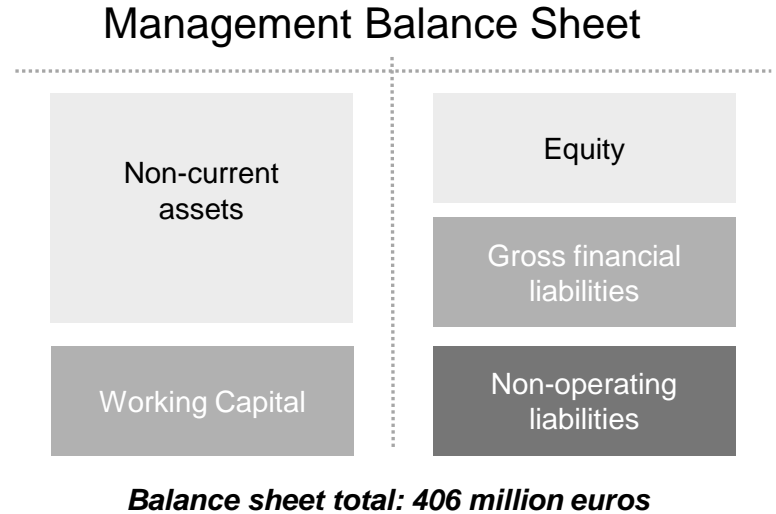 Management Balance Sheet
Non-current
assets
Working Capital
Equity
Gross financial
liabilities
Non-operating
liabilities
Balance sheet total: 406 million euros